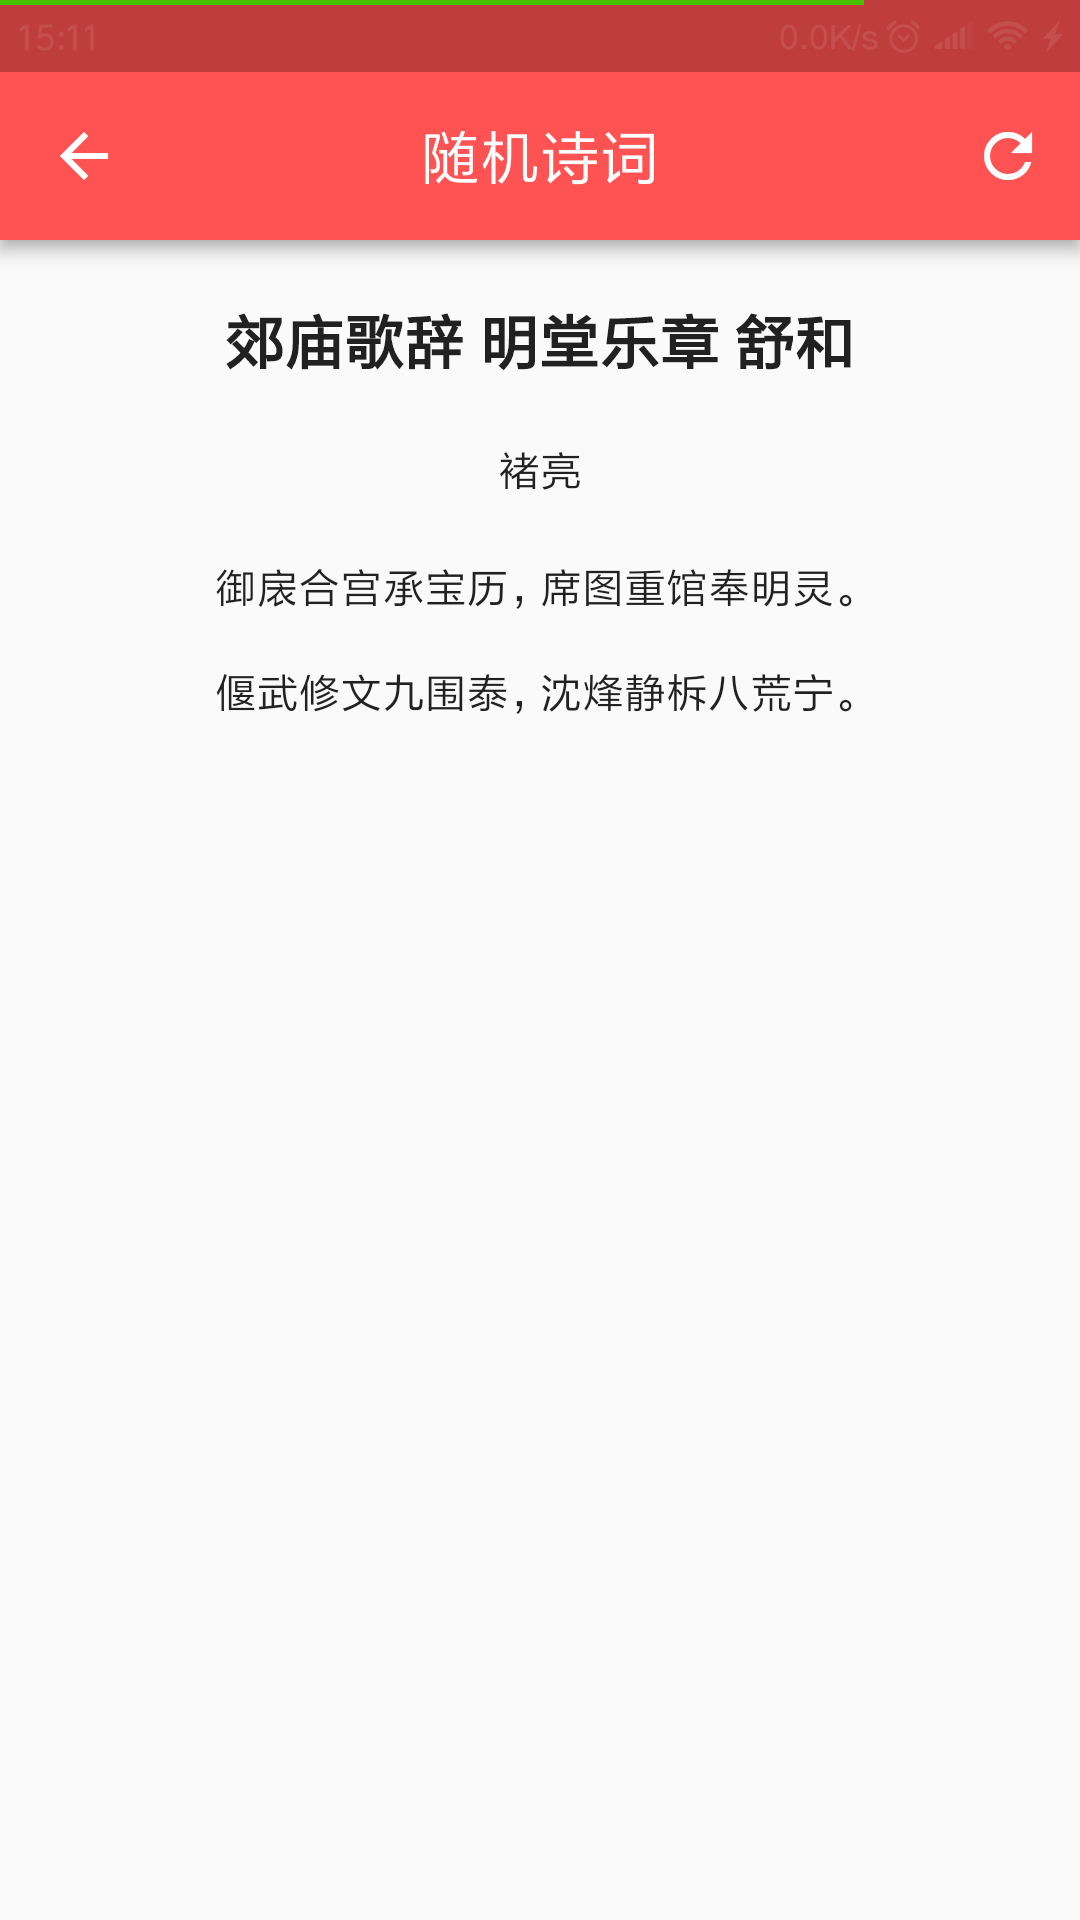 15:11 0.0K/s
随机诗词
郊庙歌辞 明堂乐章 舒和
褚亮
御扆合宫承宝历，席图重馆奉明灵。
偃武修文九围泰，沈烽静柝八荒宁。